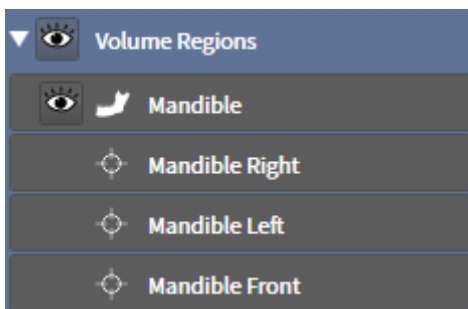 Volume Regions
Mandible
Mandible Right
Mandible Left
Mandible Front